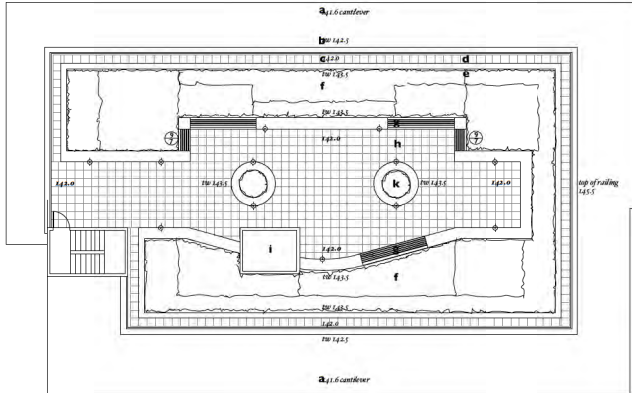 a 41.6 cantilever
b tw 142.5
c 142.0 d
tw 143.5 e
f
tw 143.5
g
142.0
h
142.0 tw 143.5 k tw 143.5 142.0 top of railing
145.5
i 142.0 g
tw 143.5 f
tw 143.5
142.0
tw 142.5
a 41.6 cantilever